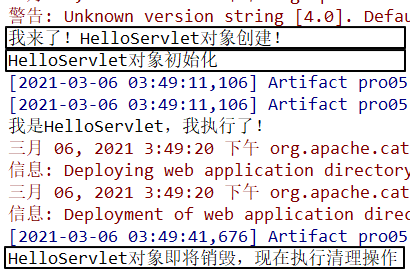 警告: Unknown version string [4.0]. Defau
我来了！HelloServlet对象创建！
HelloServlet对象初始化
[2021-03-06 03:49:11,106] Artifact pro05
[2021-03-06 03:49:11,106] Artifact pro05
我是HelloServlet，我执行了！
三月 06, 2021 3:49:20 下午 org.apache.cat
信息: Deploying web application directory
三月 06, 2021 3:49:20 下午 org.apache.cat
信息: Deployment of web application direc
[2021-03-06 03:49:41,676] Artifact pro05
HelloServlet对象即将销毁，现在执行清理操作